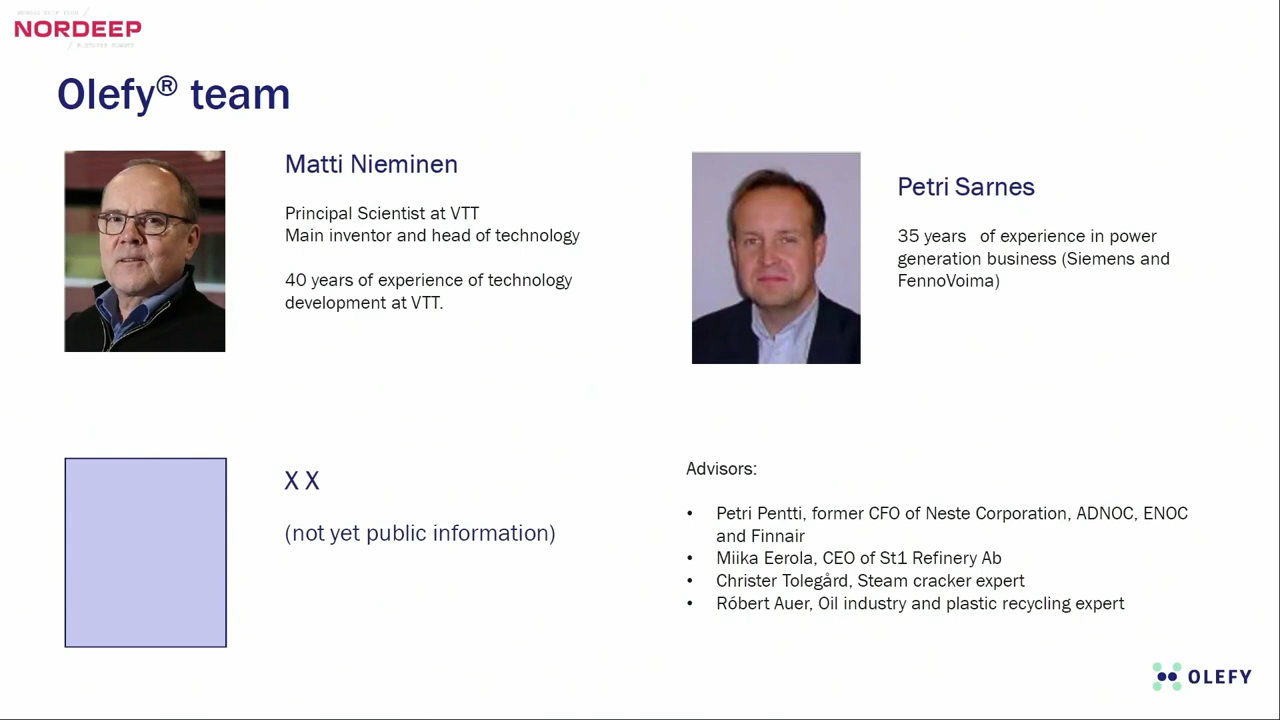 NORDEEP
Olefy® team
Matti Nieminen
Principal Scientist at VTT
Main inventor and head of technology
40 years of experience of technology
development at VTT.
Petri Sarnes
35 years of experience in power
generation business (Siemens and
FennoVoima)
X X
(not yet public information)
Advisors:
• Petri Pentti, former CFO of Neste Corporation, ADNOC, ENOC
and Finnair
• Miika Eerola, CEO of St1 Refinery Ab
• Christer Tolegård, Steam cracker expert
• Róbert Auer, Oil industry and plastic recycling expert
OLEFY